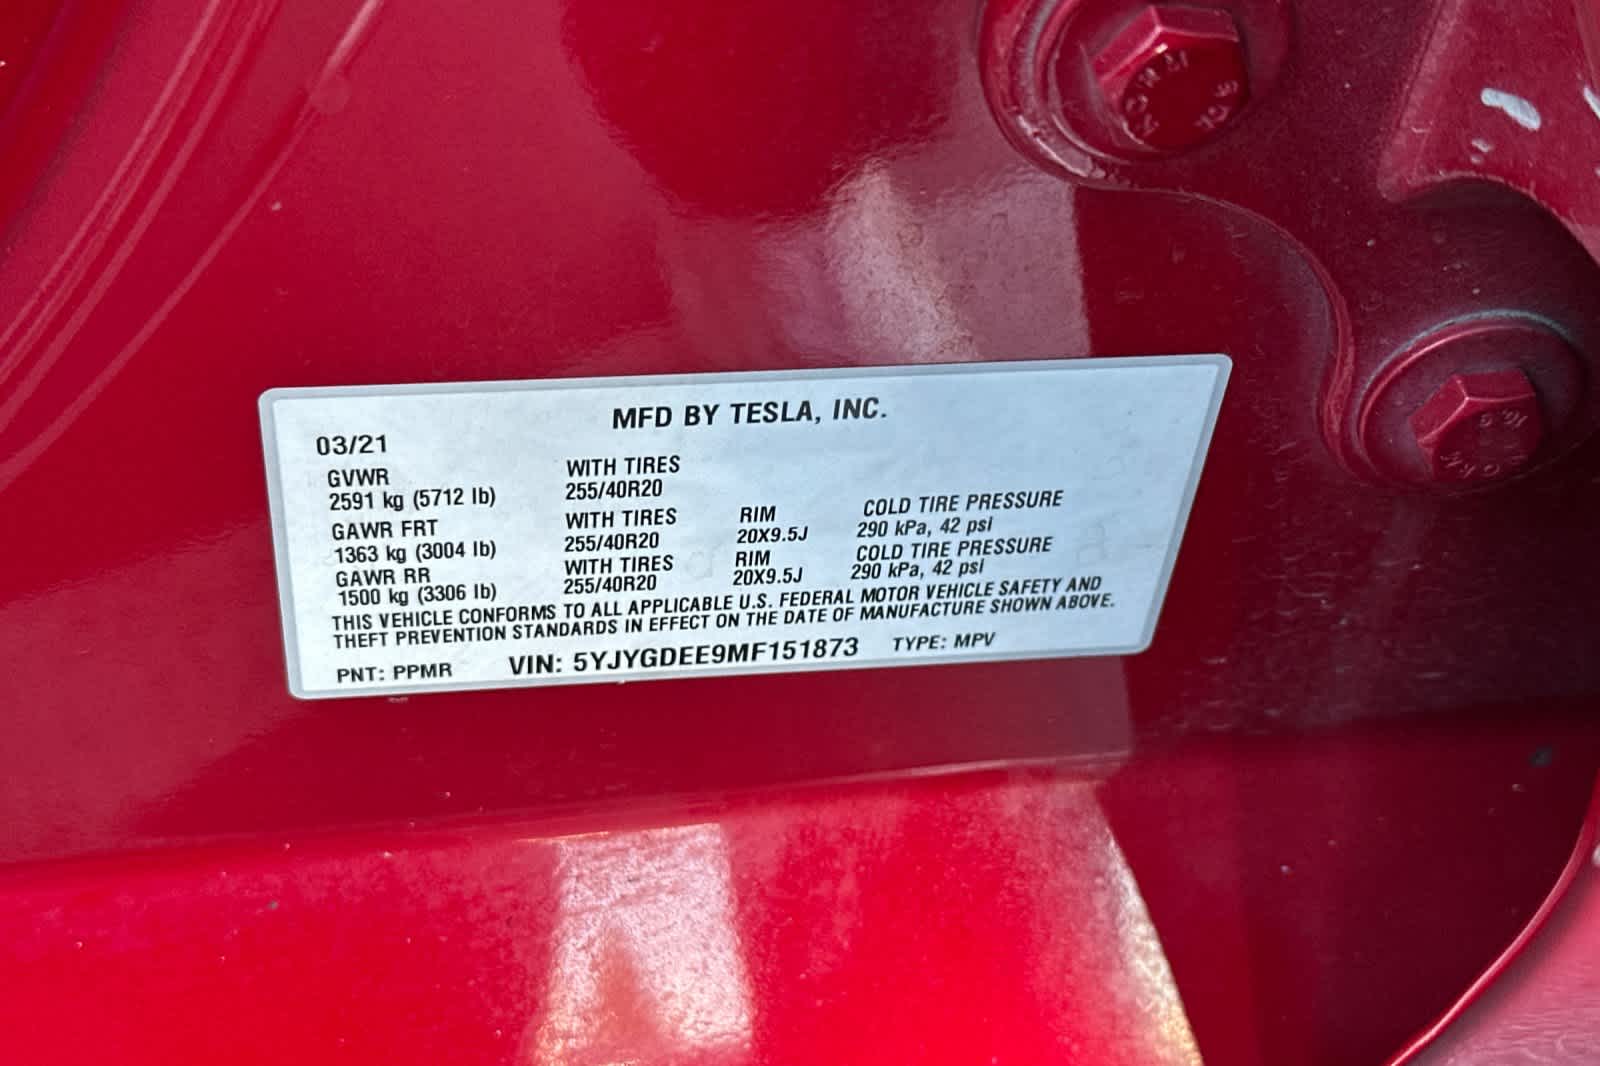 MFD BY TESLA, INC.
03/21
GVWR WITH TIRES
2591 kg (5712 lb) 255/40R20
GAWR FRT WITH TIRES RIM COLD TIRE PRESSURE
1363 kg (3004 lb) 255/40R20 20X9.5J 290 kPa, 42 psi
GAWR RR WITH TIRES RIM COLD TIRE PRESSURE
1500 kg (3306 lb) 255/40R20 20X9.5J 290 kPa, 42 psi
THIS VEHICLE CONFORMS TO ALL APPLICABLE U.S. FEDERAL MOTOR VEHICLE SAFETY AND
THEFT PREVENTION STANDARDS IN EFFECT ON THE DATE OF MANUFACTURE SHOWN ABOVE.
PNT: PPMR VIN: 5YJYGDEE9MF151873 TYPE: MPV